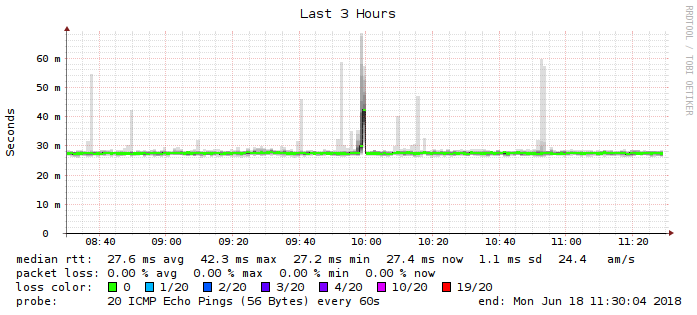 Last 3 Hours
RRDTOOL / TOBI OETIKER
Seconds
60 m
50 m
40 m
30 m
20 m
10 m
0
08:40 09:00 09:20 09:40 10:00 10:20 10:40 11:00 11:20
median rtt: 27.6 ms avg 42.3 ms max 27.2 ms min 27.4 ms now 1.1 ms sd 24.4 am/s
packet loss: 0.00 % avg 0.00 % max 0.00 % min 0.00 % now
loss color: 0 1/20 2/20 3/20 4/20 10/20 19/20
probe: 20 ICMP Echo Pings (56 Bytes) every 60s end: Mon Jun 18 11:30:04 2018